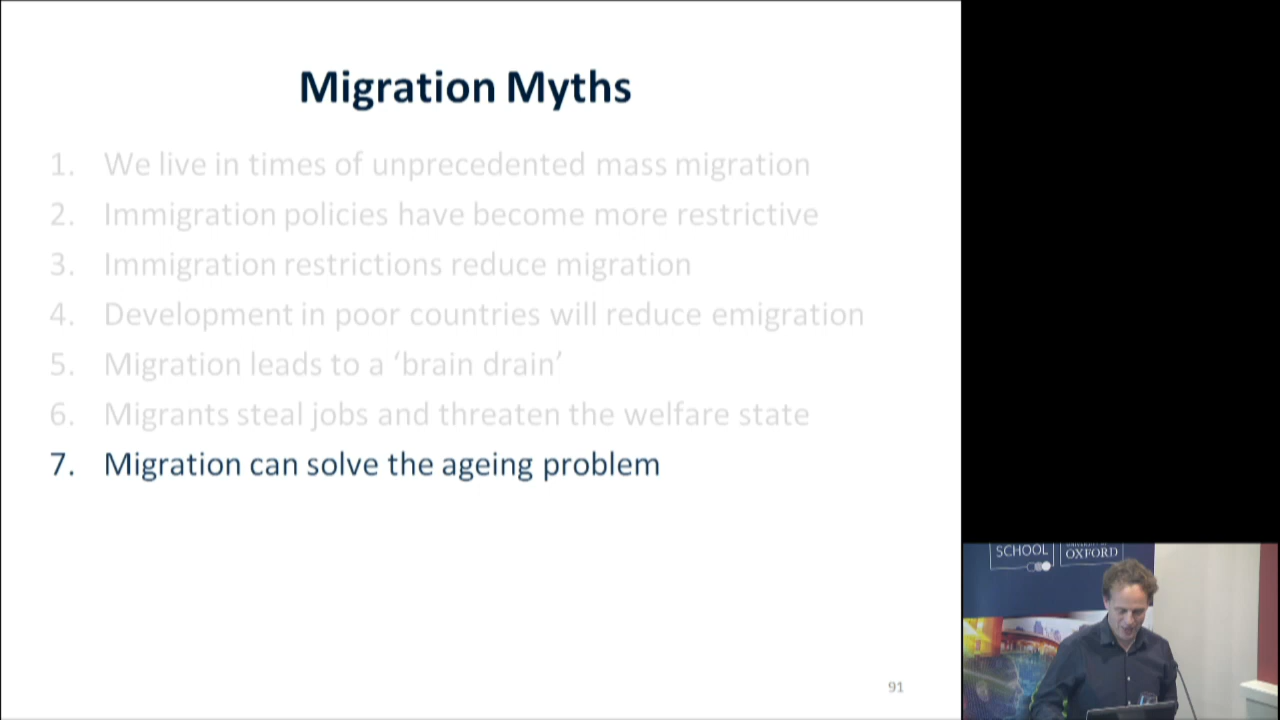 Migration Myths
1. We live in times of unprecedented mass migration
2. Immigration policies have become more restrictive
3. Immigration restrictions reduce migration
4. Development in poor countries will reduce emigration
5. Migration leads to a ‘brain drain’
6. Migrants steal jobs and threaten the welfare state
7. Migration can solve the ageing problem
91
SCHOOL
OXFORD